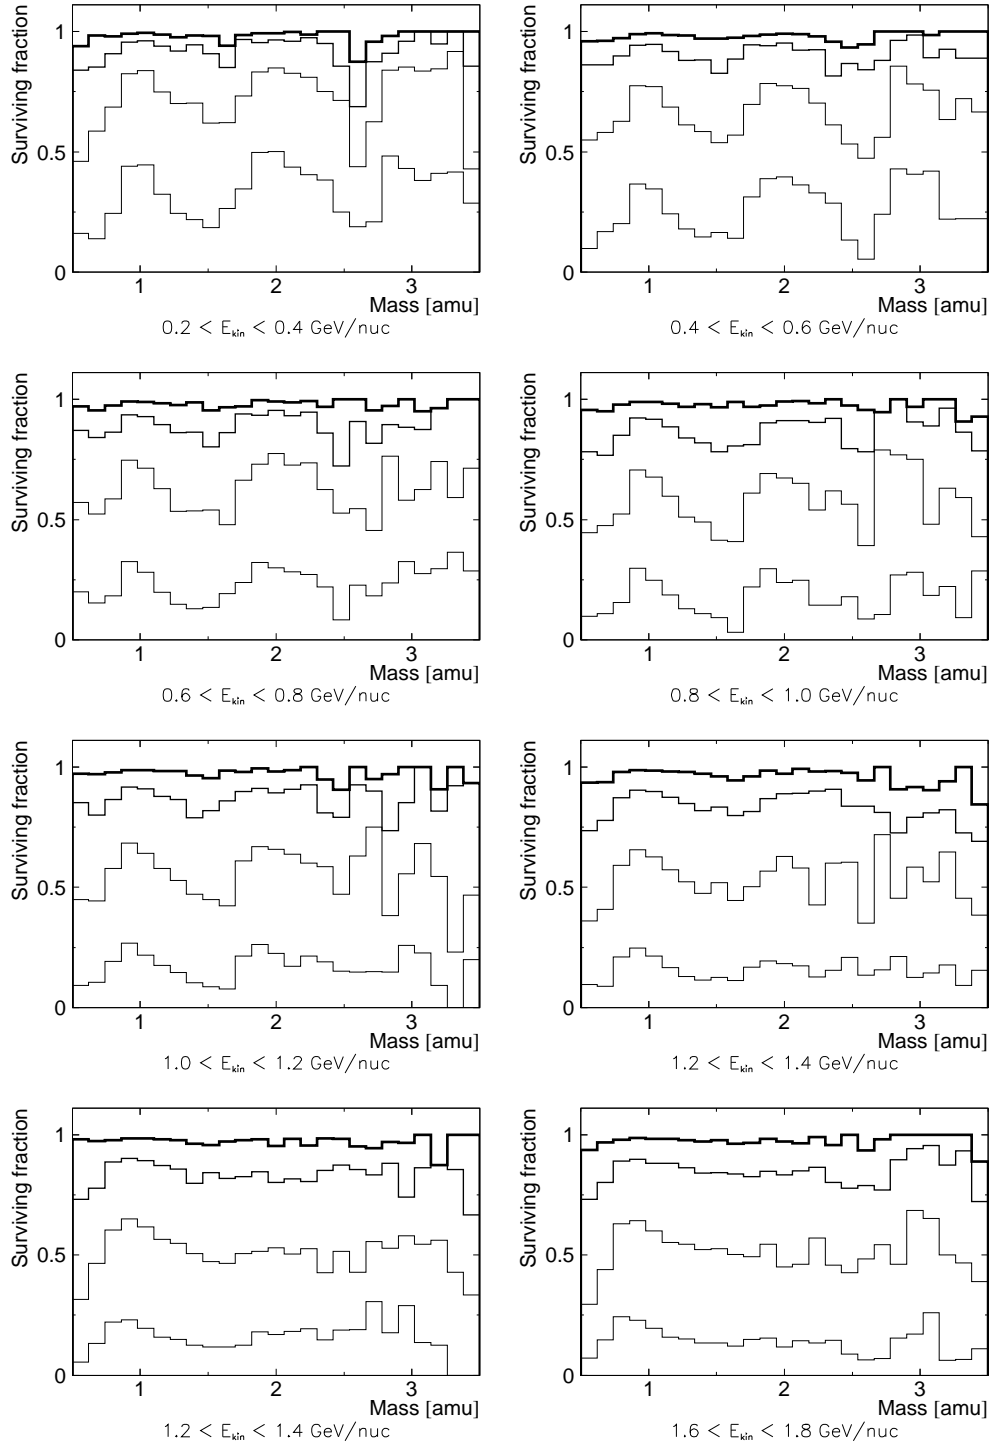 Surviving fraction
1
0.5
0
1 2 3
Mass [amu]
0.2 < E_kin < 0.4 GeV/nuc
Surviving fraction
1
0.5
0
1 2 3
Mass [amu]
0.4 < E_kin < 0.6 GeV/nuc
Surviving fraction
1
0.5
0
1 2 3
Mass [amu]
0.6 < E_kin < 0.8 GeV/nuc
Surviving fraction
1
0.5
0
1 2 3
Mass [amu]
0.8 < E_kin < 1.0 GeV/nuc
Surviving fraction
1
0.5
0
1 2 3
Mass [amu]
1.0 < E_kin < 1.2 GeV/nuc
Surviving fraction
1
0.5
0
1 2 3
Mass [amu]
1.2 < E_kin < 1.4 GeV/nuc
Surviving fraction
1
0.5
0
1 2 3
Mass [amu]
1.2 < E_kin < 1.4 GeV/nuc
Surviving fraction
1
0.5
0
1 2 3
Mass [amu]
1.6 < E_kin < 1.8 GeV/nuc